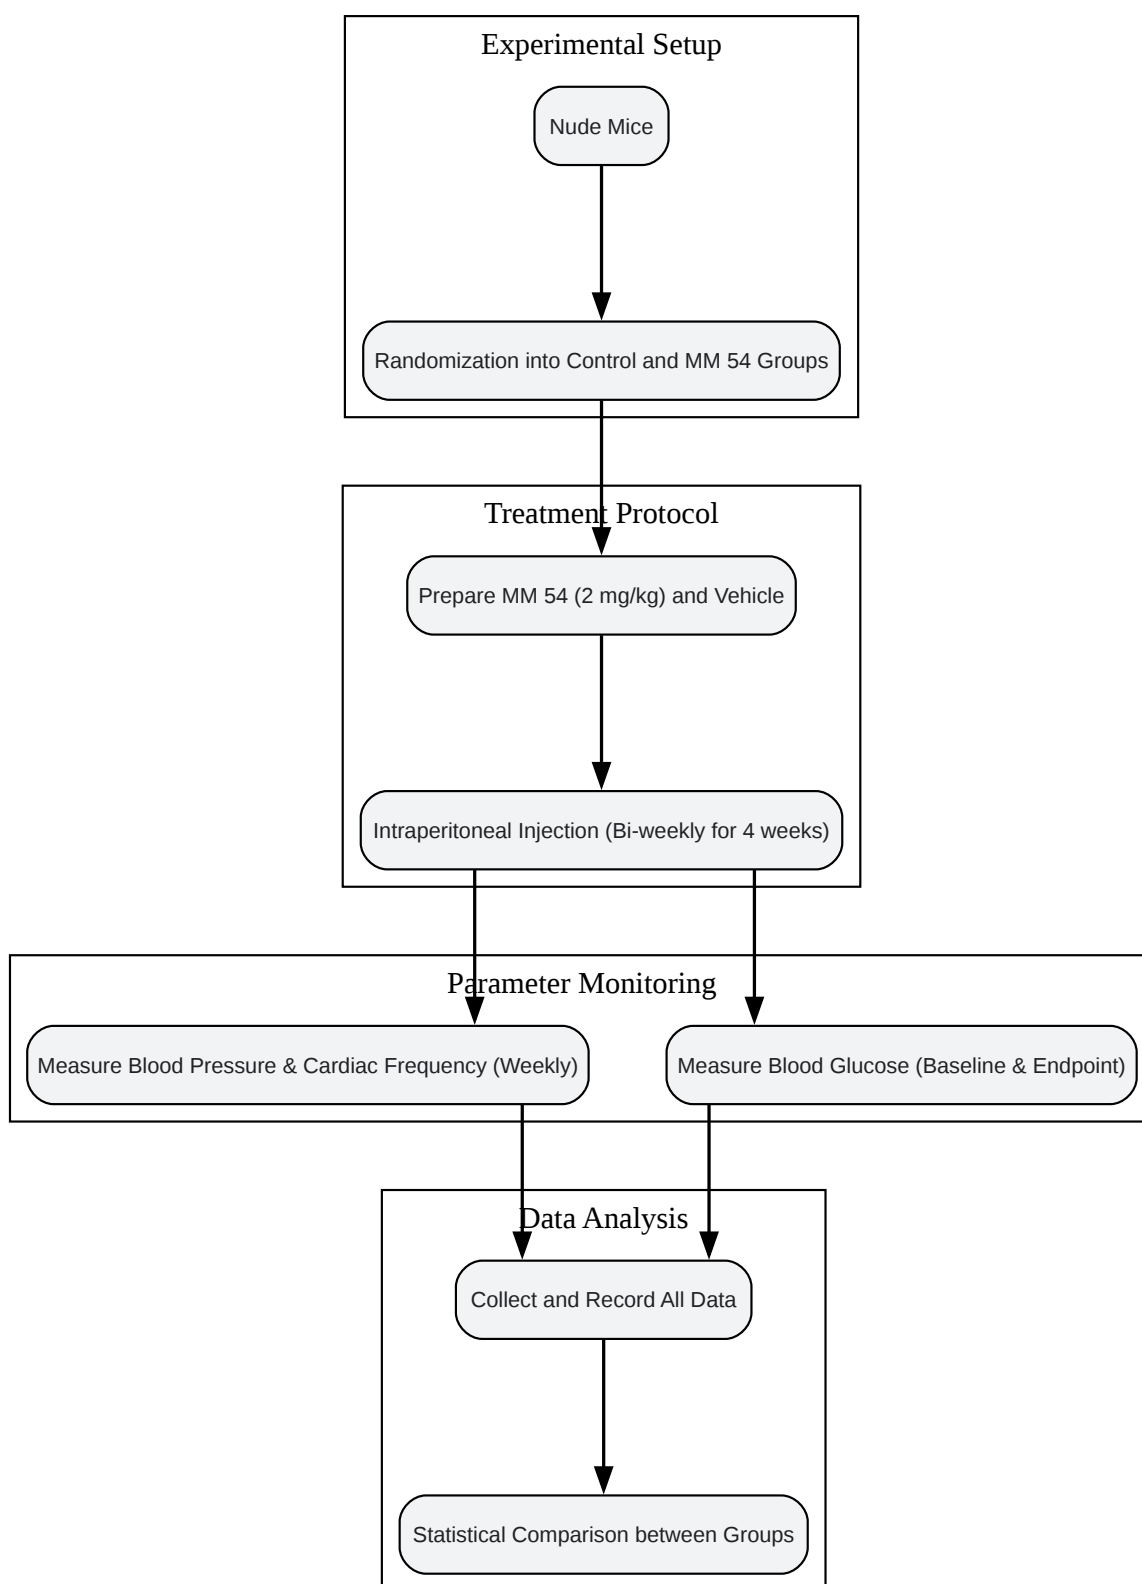 Experimental Setup
Nude Mice
Randomization into Control and MM 54 Groups
Treatment Protocol
Prepare MM 54 (2 mg/kg) and Vehicle
Intraperitoneal Injection (Bi-weekly for 4 weeks)
Parameter Monitoring
Measure Blood Pressure & Cardiac Frequency (Weekly)
Measure Blood Glucose (Baseline & Endpoint)
Data Analysis
Collect and Record All Data
Statistical Comparison between Groups